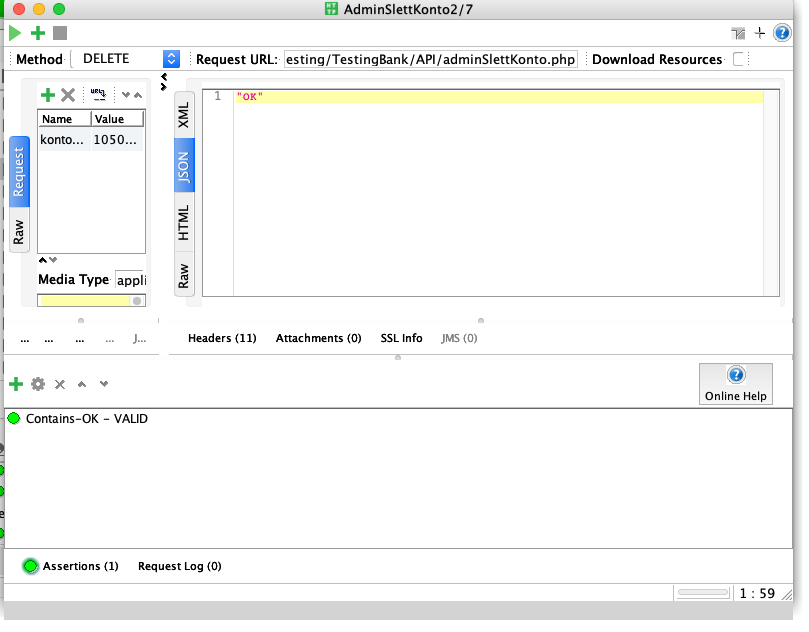 AdminSlettKonto2/7
Method DELETE Request URL: esting/TestingBank/API/adminSlettKonto.php Download Resources
Request
Raw
Name Value
konto... 1050...
Media Type appli
XML
JSON
HTML
Raw
1 "OK"
... ... ... ... J...
Headers (11) Attachments (0) SSL Info JMS (0)
Online Help
Contains-OK - VALID
Assertions (1) Request Log (0)
1 : 59